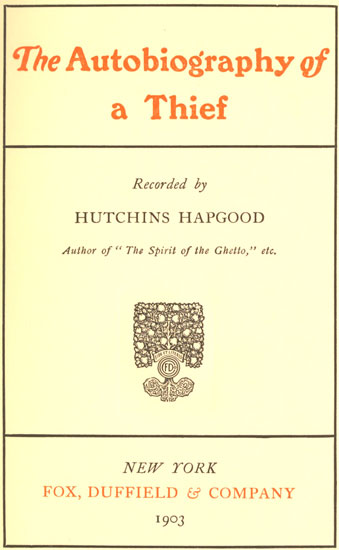 The Autobiography of
a Thief
Recorded by
HUTCHINS HAPGOOD
Author of "The Spirit of the Ghetto," etc.
NEW YORK
FOX, DUFFIELD & COMPANY
1903